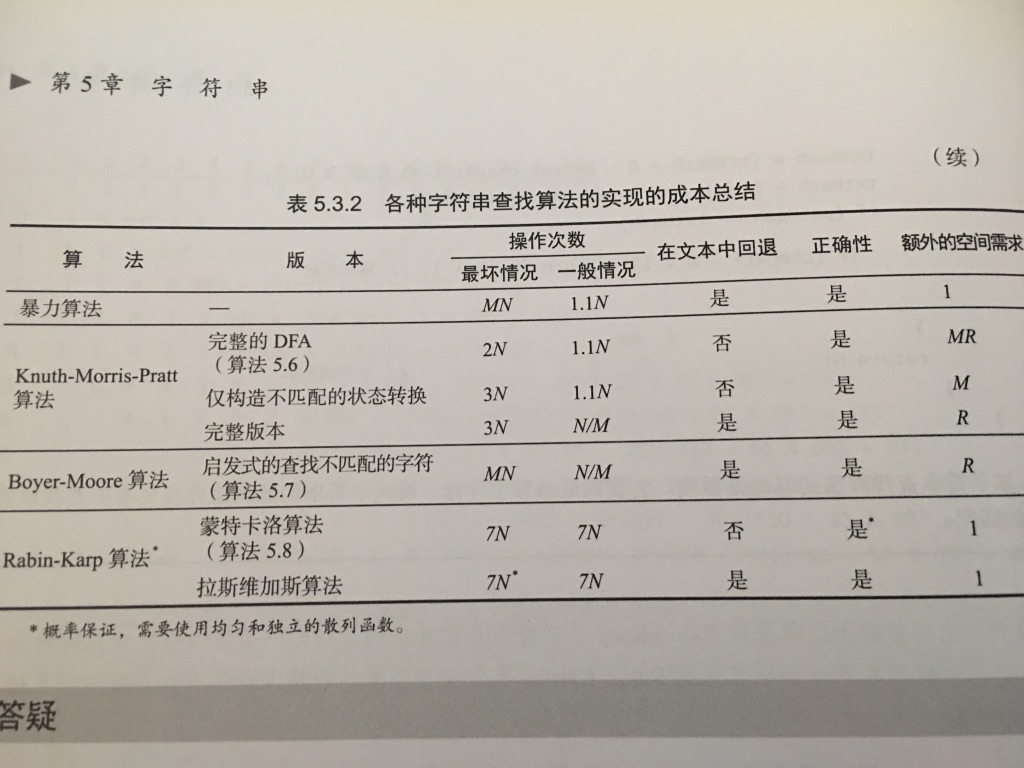 ▶ 第5章 字 符 串
（续）
表 5.3.2 各种字符串查找算法的实现的成本总结
算 法 版 本 操作次数 在文本中回退 正确性 额外的空间需求
最坏情况 一般情况
暴力算法 — MN 1.1N 是 是 1
Knuth-Morris-Pratt
算法
完整的 DFA
（算法 5.6） 2N 1.1N 否 是 MR
仅构造不匹配的状态转换 3N 1.1N 否 是 M
完整版本 3N N/M 是 是 R
Boyer-Moore 算法 启发式的查找不匹配的字符
（算法 5.7） MN N/M 是 是 R
Rabin-Karp 算法* 蒙特卡洛算法
（算法 5.8） 7N 7N 否 是* 1
拉斯维加斯算法 7N* 7N 是 是 1
* 概率保证，需要使用均匀和独立的散列函数。
答疑